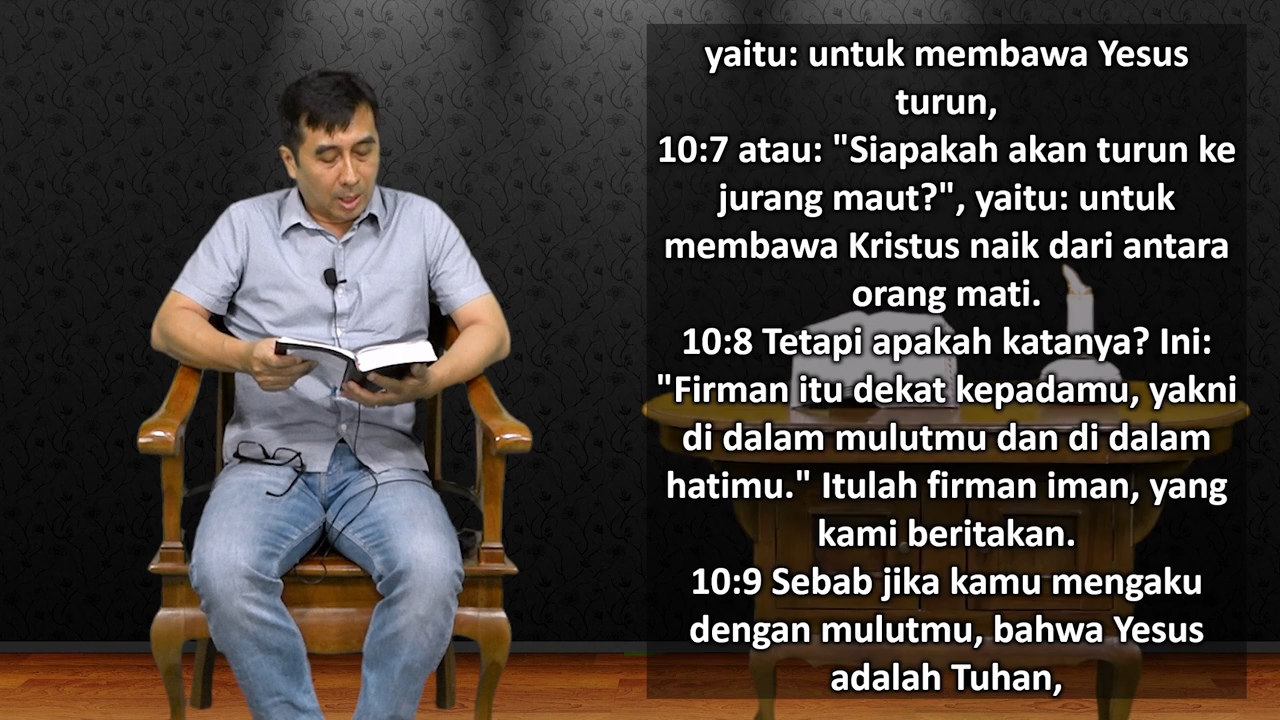 yaitu: untuk membawa Yesus
turun,
10:7 atau: "Siapakah akan turun ke
jurang maut?", yaitu: untuk
membawa Kristus naik dari antara
orang mati.
10:8 Tetapi apakah katanya? Ini:
"Firman itu dekat kepadamu, yakni
di dalam mulutmu dan di dalam
hatimu." Itulah firman iman, yang
kami beritakan.
10:9 Sebab jika kamu mengaku
dengan mulutmu, bahwa Yesus
adalah Tuhan,